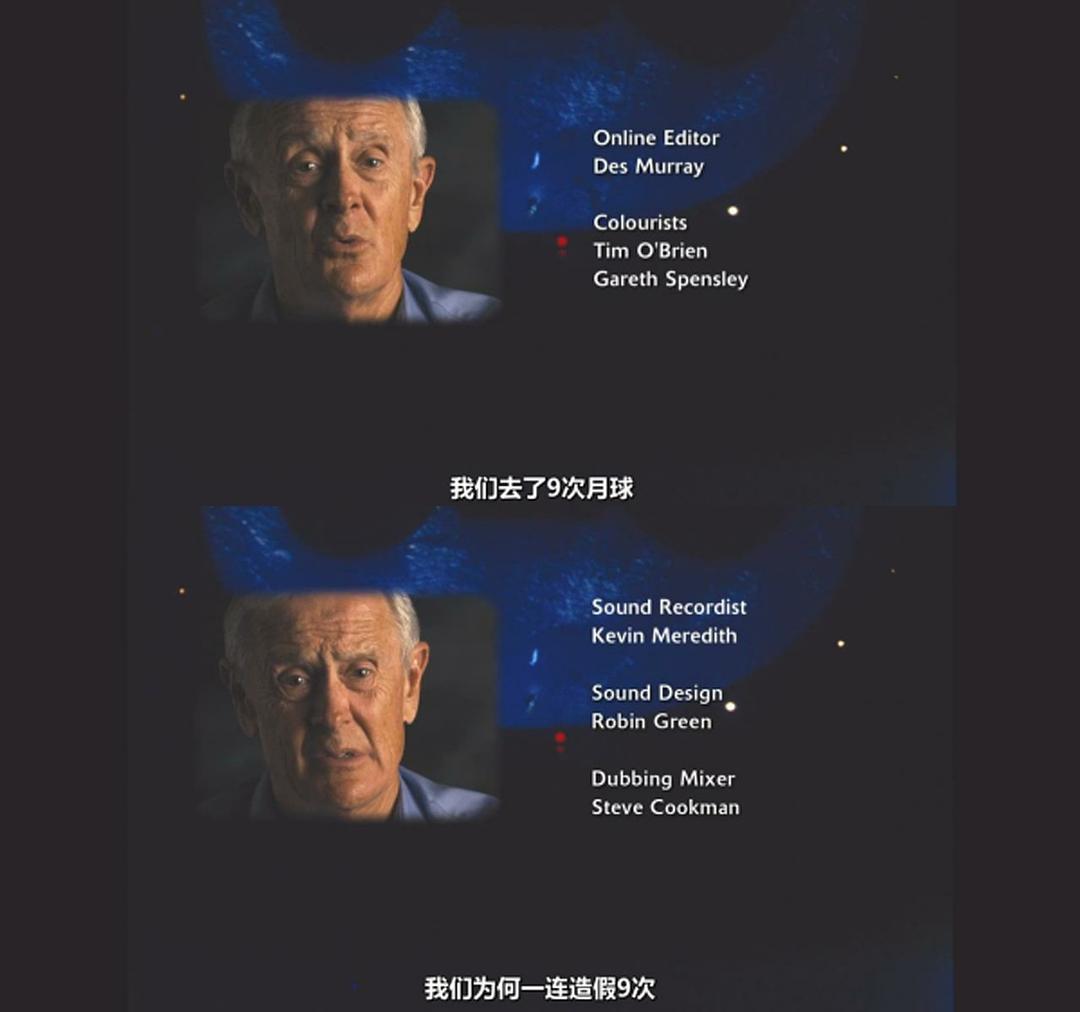 Online Editor
Des Murray
Colourists
Tim O'Brien
Gareth Spensley
我们去了9次月球
Sound Recordist
Kevin Meredith
Sound Design
Robin Green
Dubbing Mixer
Steve Cookman
我们为何一连造假9次